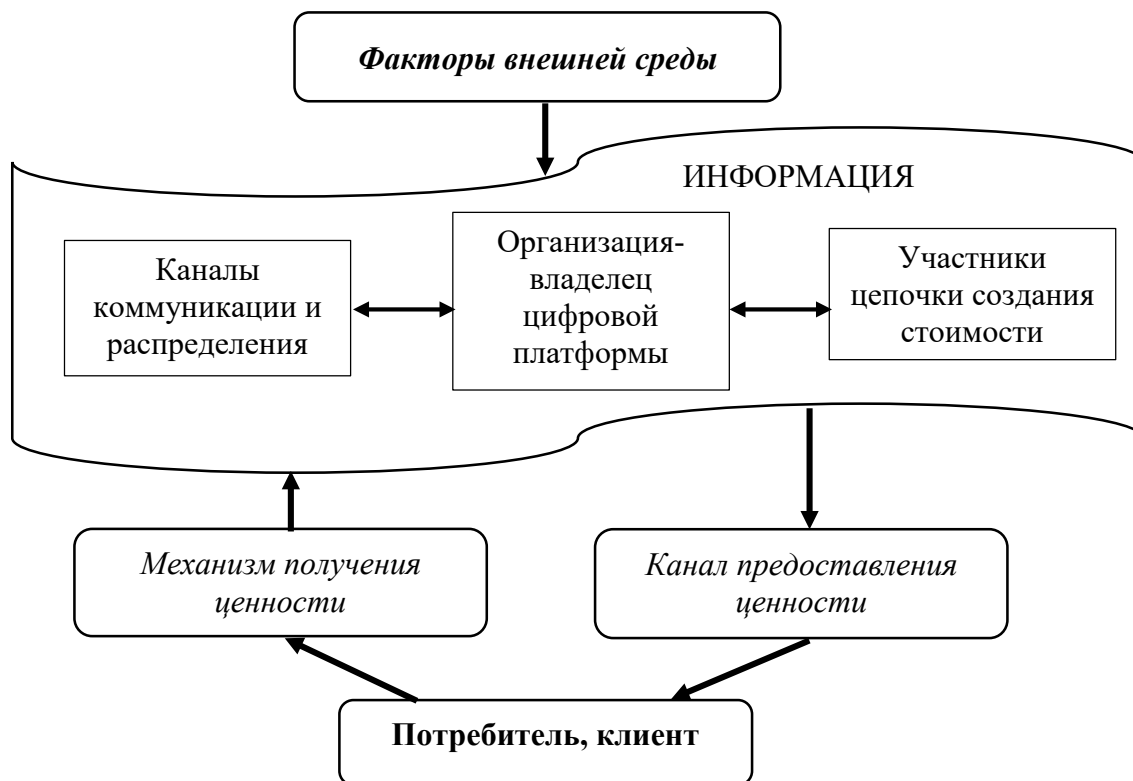 Факторы внешней среды
ИНФОРМАЦИЯ
Каналы
коммуникации и
распределения
Организация-
владелец
цифровой
платформы
Участники
цепочки создания
стоимости
Механизм получения
ценности
Канал предоставления
ценности
Потребитель, клиент